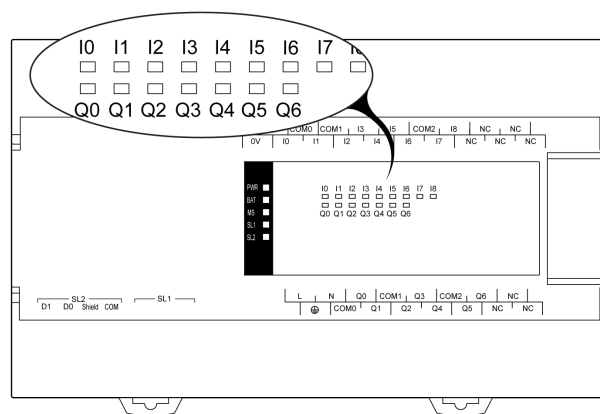 I0 I1 I2 I3 I4 I5 I6 I7 I8
Q0 Q1 Q2 Q3 Q4 Q5 Q6
COM0 COM1 I3 I5 COM2 I8 NC NC
0V I0 I1 I2 I4 I6 I7 NC NC NC
PWR
BAT
MS
SL1
SL2
I0 I1 I2 I3 I4 I5 I6 I7 I8
Q0 Q1 Q2 Q3 Q4 Q5 Q6
SL2 SL1
D1 D0 Shield COM
L N Q0 COM1 Q3 COM2 Q6 NC
COM0 Q1 Q2 Q4 Q5 NC NC